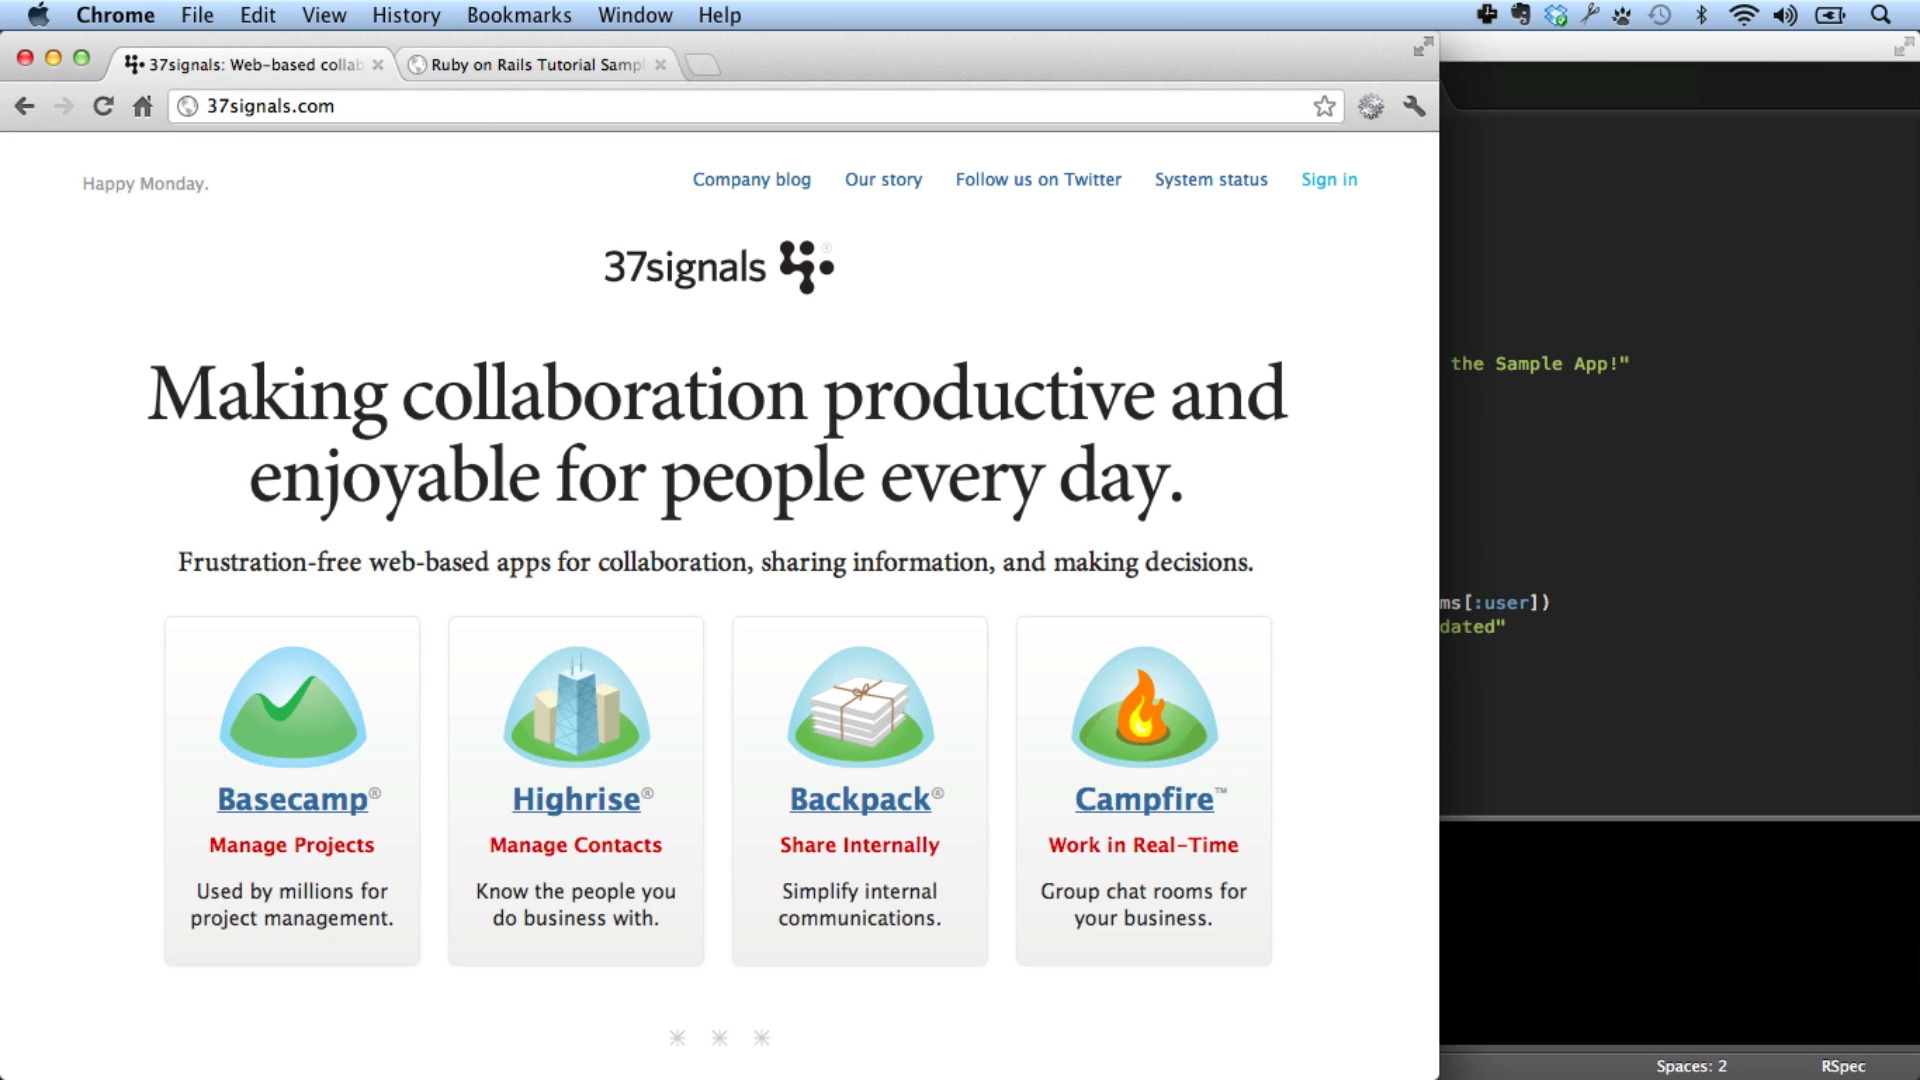 Chrome File Edit View History Bookmarks Window Help
37signals: Web-based collab
Ruby on Rails Tutorial Sampl
37signals.com
Happy Monday.
Company blog Our story Follow us on Twitter System status Sign in
37signals
Making collaboration productive and
enjoyable for people every day.
Frustration-free web-based apps for collaboration, sharing information, and making decisions.
Basecamp®
Manage Projects
Used by millions for
project management.
Highrise®
Manage Contacts
Know the people you
do business with.
Backpack®
Share Internally
Simplify internal
communications.
Campfire™
Work in Real-Time
Group chat rooms for
your business.
the Sample App!"
ms[:user])
dated"
Spaces: 2 RSpec